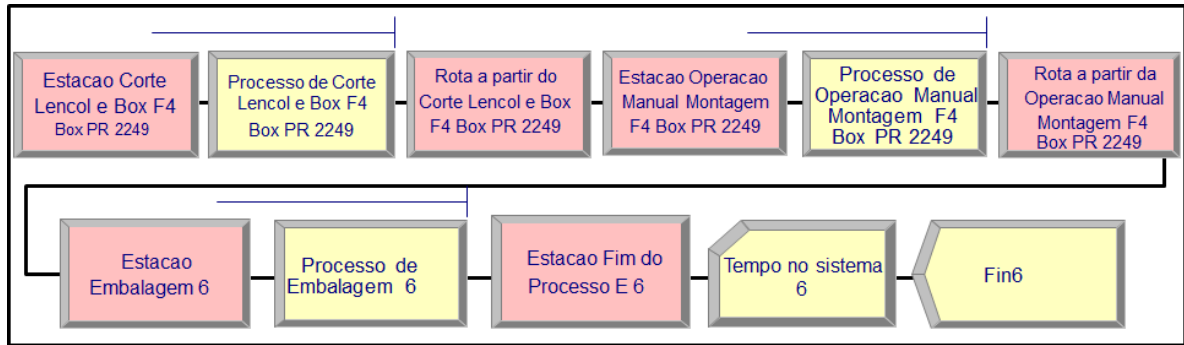 Estacao Corte
Lencol e Box F4
Box PR 2249
Processo de Corte
Lencol e Box F4
Box PR 2249
Rota a partir do
Corte Lencol e Box
F4 Box PR 2249
Estacao Operacao
Manual Montagem
F4 Box PR 2249
Processo de
Operacao Manual
Montagem F4
Box PR 2249
Rota a partir da
Operacao Manual
Montagem F4
Box PR 2249
Estacao
Embalagem 6
Processo de
Embalagem 6
Estacao Fim do
Processo E 6
Tempo no sistema
6
Fin6